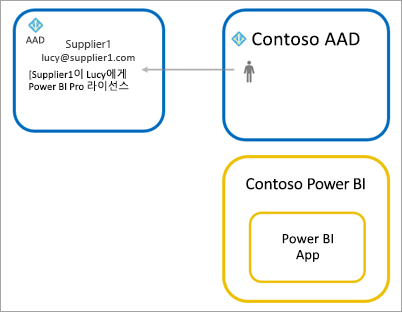 AAD
Supplier1
lucy@supplier1.com
[Supplier1이 Lucy에게
Power BI Pro 라이선스
Contoso AAD
Contoso Power BI
Power BI
App